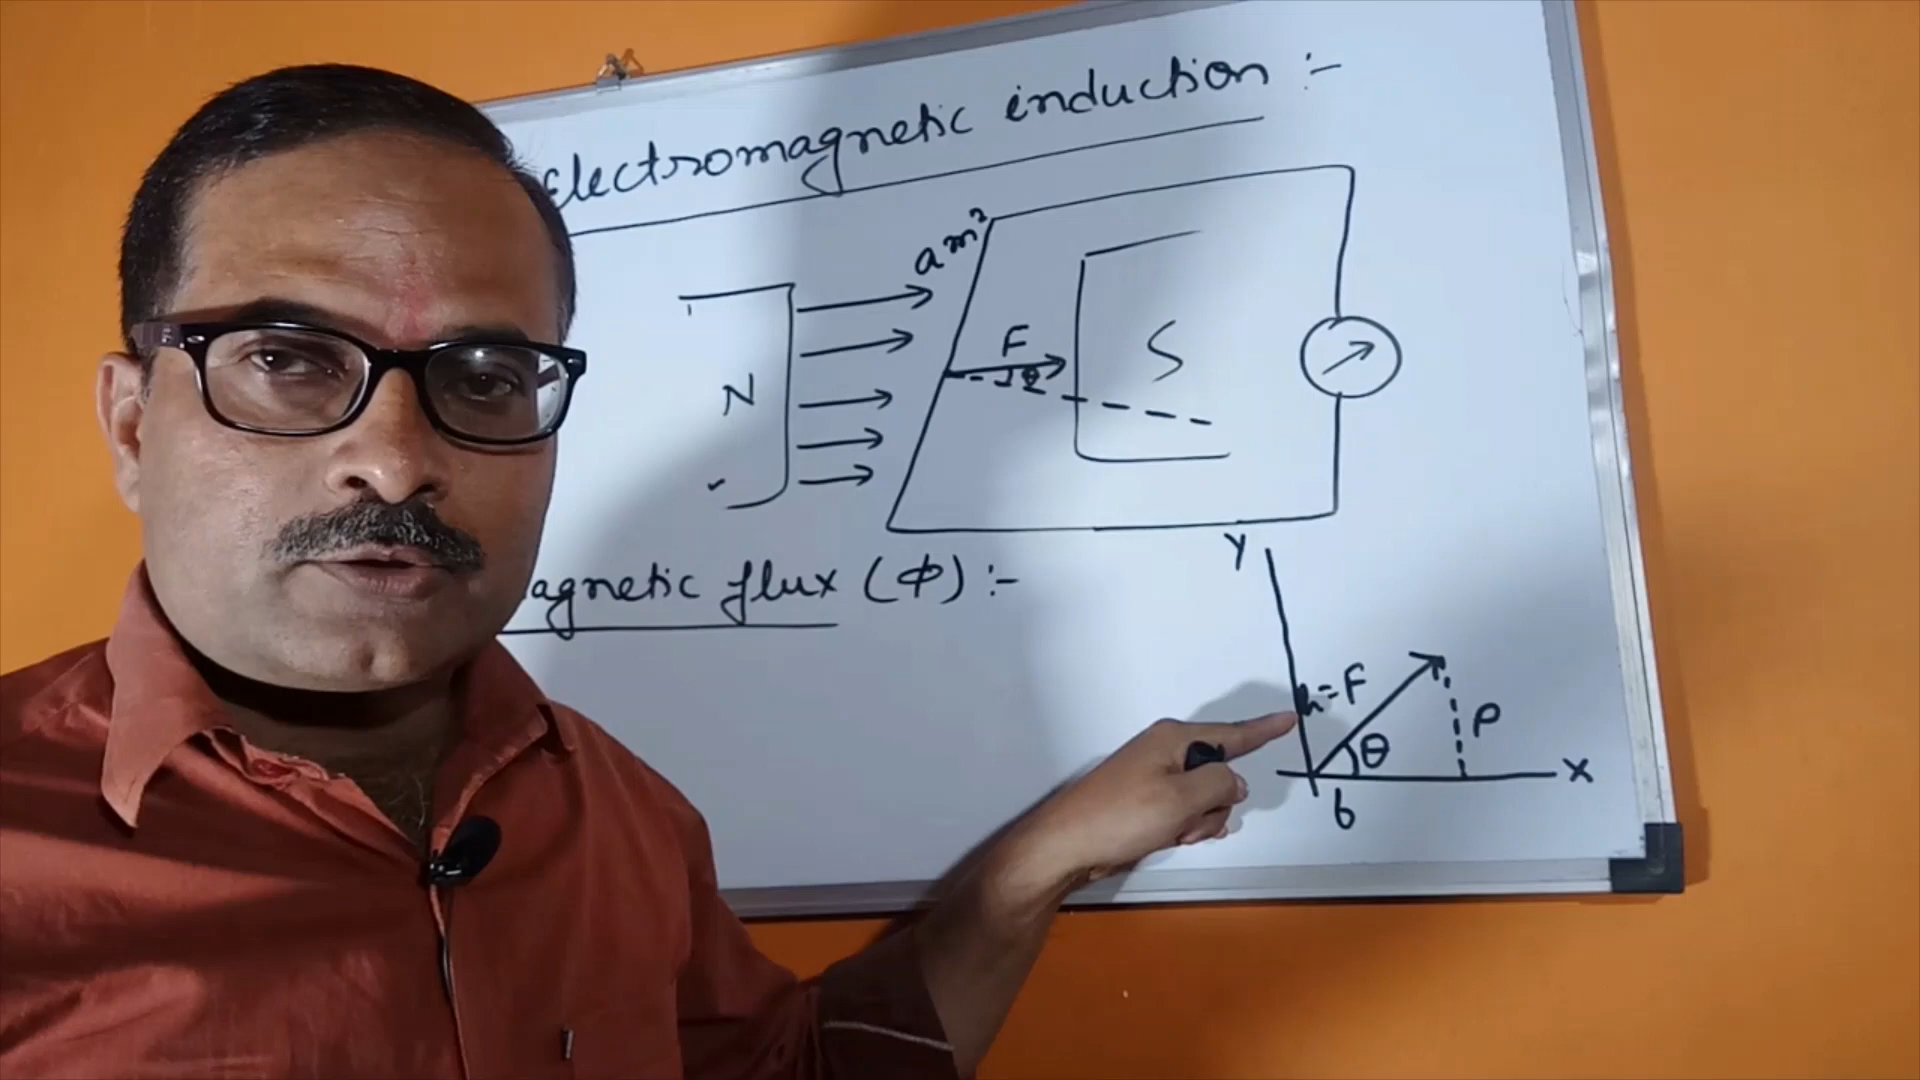 Electromagnetic induction :-
a m²
N
F
θ
S
agnetic flux (Φ) :-
y
h = F
P
θ
x
b